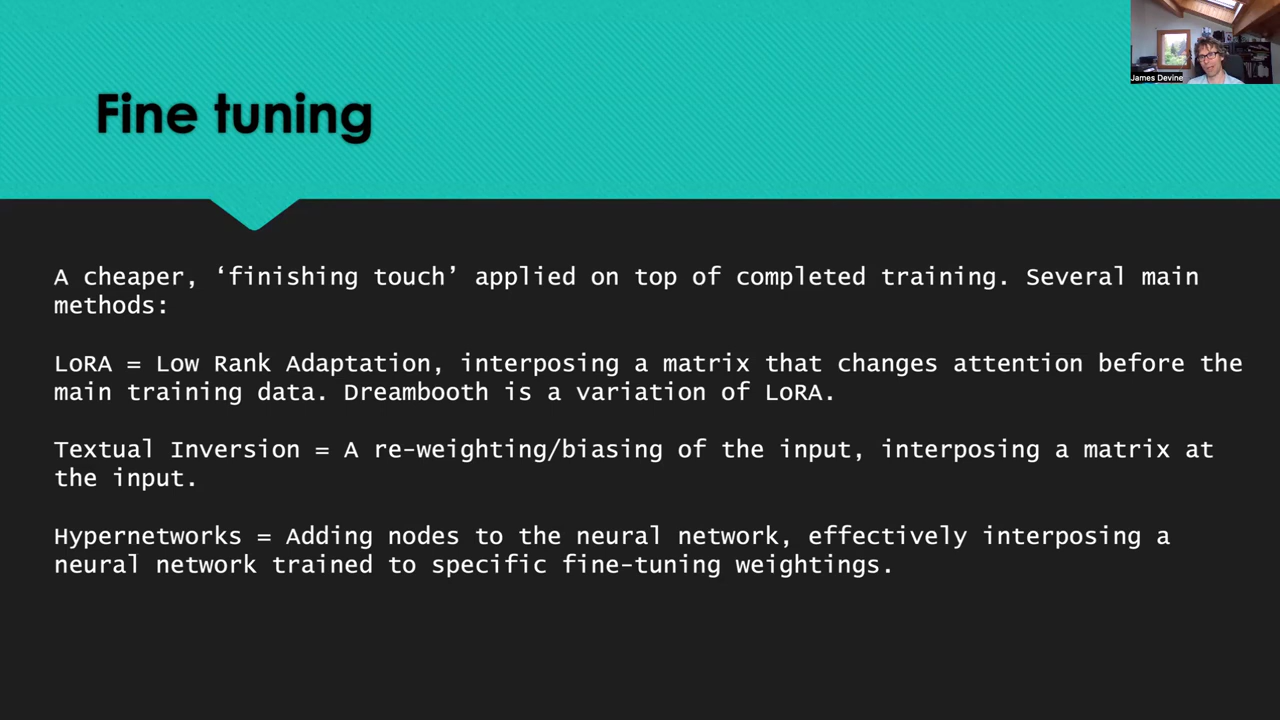 James Devine
Fine tuning
A cheaper, ‘finishing touch’ applied on top of completed training. Several main
methods:
LoRA = Low Rank Adaptation, interposing a matrix that changes attention before the
main training data. Dreambooth is a variation of LoRA.
Textual Inversion = A re-weighting/biasing of the input, interposing a matrix at
the input.
Hypernetworks = Adding nodes to the neural network, effectively interposing a
neural network trained to specific fine-tuning weightings.